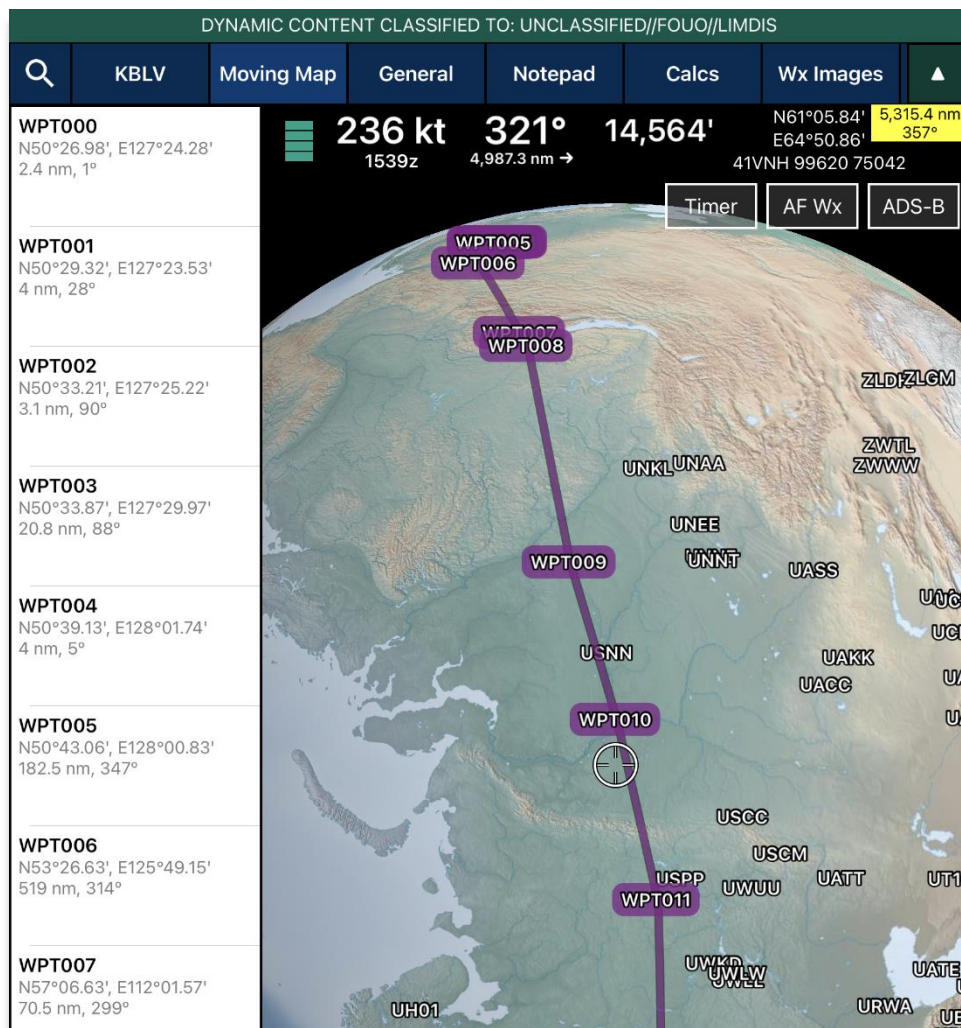 DYNAMIC CONTENT CLASSIFIED TO: UNCLASSIFIED//FOUO//LIMDIS
KBLV
Moving Map
General
Notepad
Calcs
Wx Images
WPT000
N50°26.98', E127°24.28'
2.4 nm, 1°
WPT001
N50°29.32', E127°23.53'
4 nm, 28°
WPT002
N50°33.21', E127°25.22'
3.1 nm, 90°
WPT003
N50°33.87', E127°29.97'
20.8 nm, 88°
WPT004
N50°39.13', E128°01.74'
4 nm, 5°
WPT005
N50°43.06', E128°00.83'
182.5 nm, 347°
WPT006
N53°26.63', E125°49.15'
519 nm, 314°
WPT007
N57°06.63', E112°01.57'
70.5 nm, 299°
236 kt
1539z
321°
4,987.3 nm →
14,564'
N61°05.84'
E64°50.86'
41VNH 99620 75042
5,315.4 nm
357°
Timer
AF Wx
ADS-B
WPT005
WPT006
WPT007
WPT008
ZLGM
ZWTL
ZWWW
UNKL
UNAA
UNEE
UNNT
WPT009
UASS
USNN
UAKK
UACC
WPT010
USCC
USCM
USPP
UWUU
UATT
WPT011
UWKD
UWLW
UH01
URWA